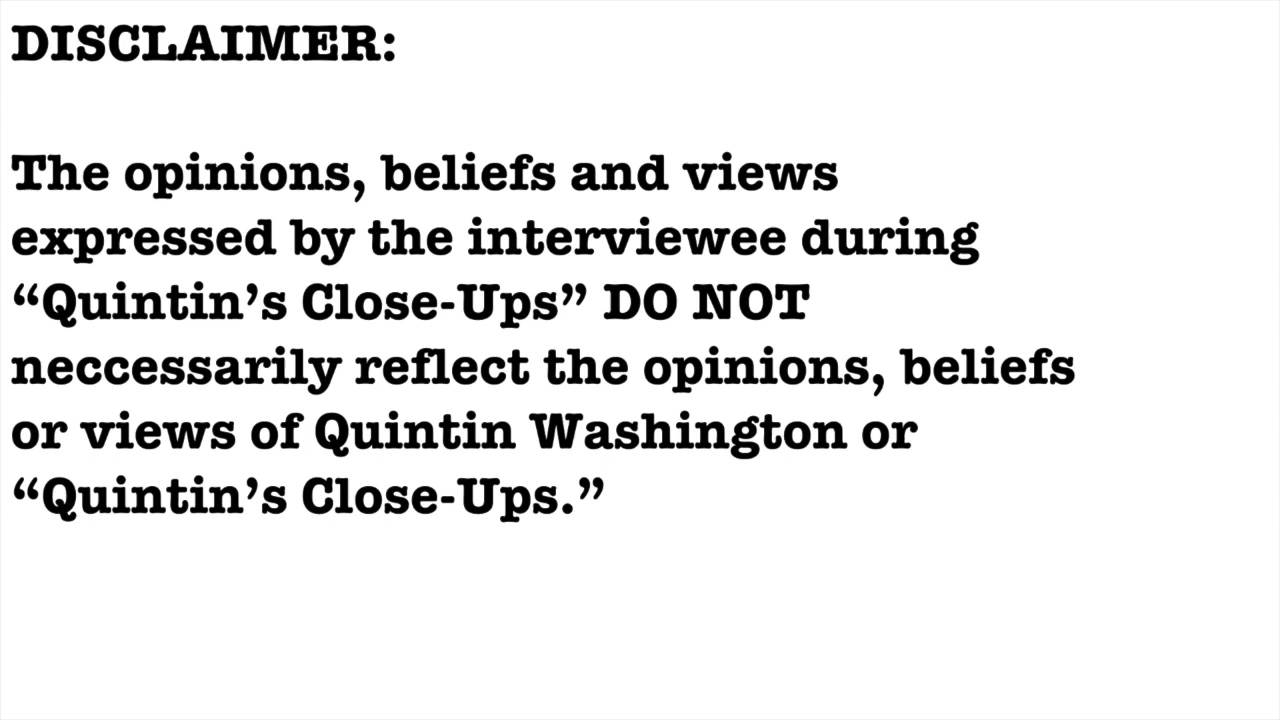 DISCLAIMER:
The opinions, beliefs and views
expressed by the interviewee during
“Quintin’s Close-Ups” DO NOT
neccessarily reflect the opinions, beliefs
or views of Quintin Washington or
“Quintin’s Close-Ups.”